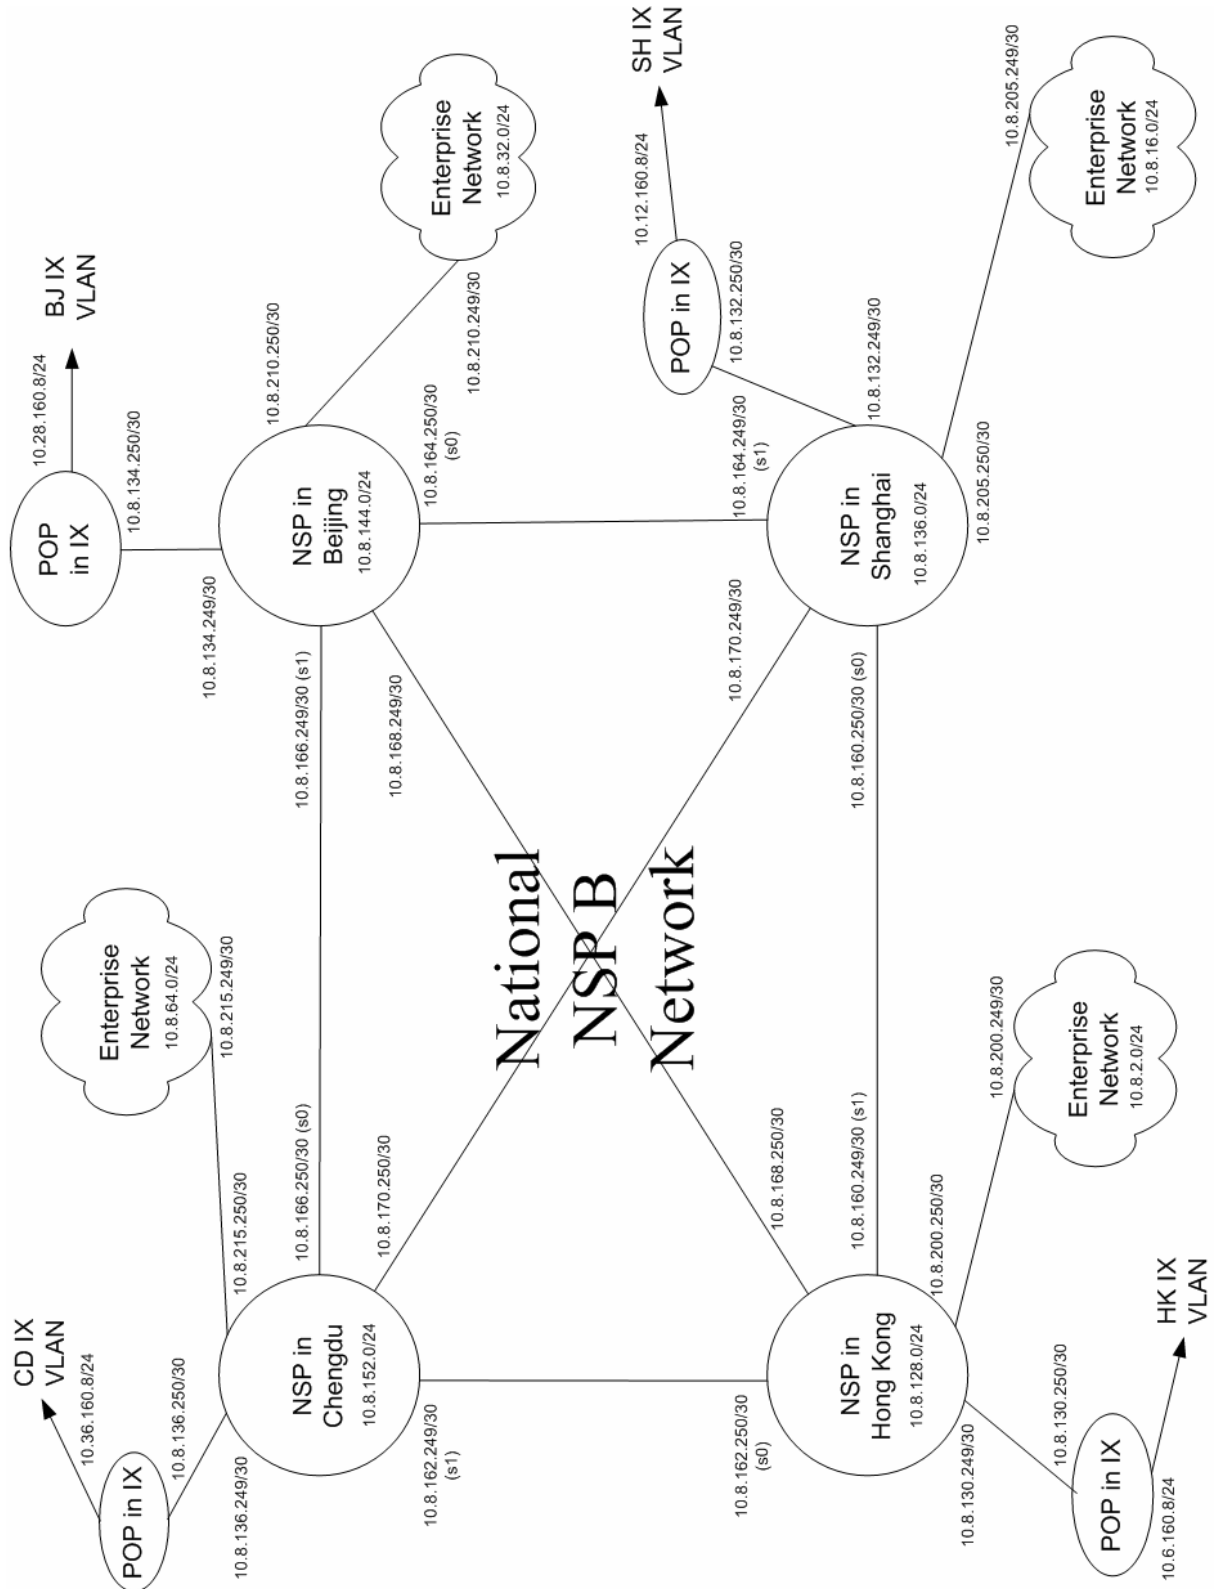 CD IX
VLAN
10.36.160.8/24
POP in IX
10.8.136.250/30
10.8.136.249/30
Enterprise
Network
10.8.64.0/24
10.8.215.249/30
10.8.215.250/30
NSP in
Chengdu
10.8.152.0/24
10.8.166.250/30 (s0)
10.8.170.250/30
10.8.162.249/30
(s1)
BJ IX
VLAN
10.28.160.8/24
POP
in IX
10.8.134.250/30
10.8.134.249/30
10.8.210.250/30
NSP in
Beijing
10.8.144.0/24
10.8.166.249/30 (s1)
10.8.168.249/30
10.8.164.250/30
(s0)
Enterprise
Network
10.8.32.0/24
10.8.210.249/30
National
NSP B
Network
SH IX
VLAN
10.12.160.8/24
POP in IX
10.8.132.250/30
10.8.164.249/30
(s1)
10.8.132.249/30
10.8.170.249/30
NSP in
Shanghai
10.8.136.0/24
10.8.160.250/30 (s0)
10.8.205.250/30
10.8.205.249/30
Enterprise
Network
10.8.16.0/24
10.8.162.250/30
(s0)
10.8.168.250/30
NSP in
Hong Kong
10.8.128.0/24
10.8.160.249/30 (s1)
10.8.200.250/30
10.8.200.249/30
Enterprise
Network
10.8.2.0/24
10.8.130.249/30
10.8.130.250/30
POP in IX
10.6.160.8/24
HK IX
VLAN